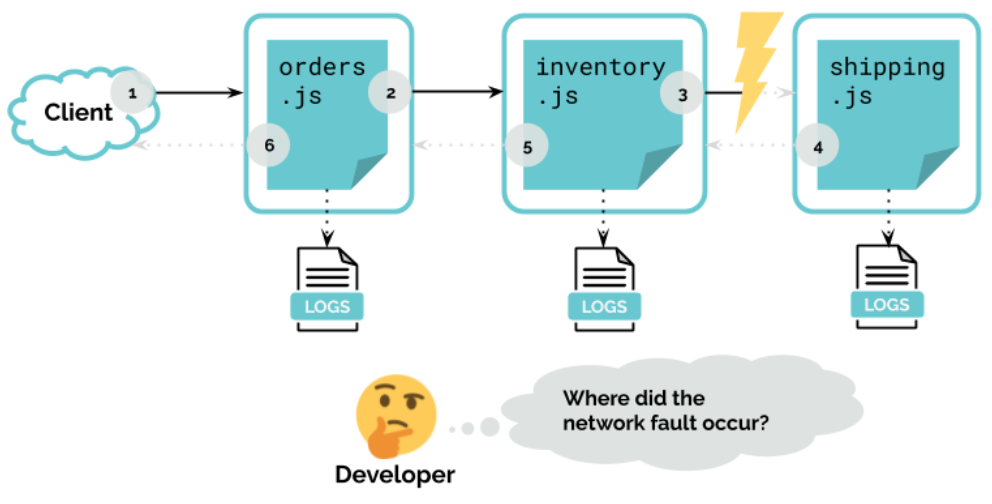 Client
1
orders
.js
2
inventory
.js
3
shipping
.js
6
5
4
LOGS
LOGS
LOGS
Where did the
network fault occur?
Developer